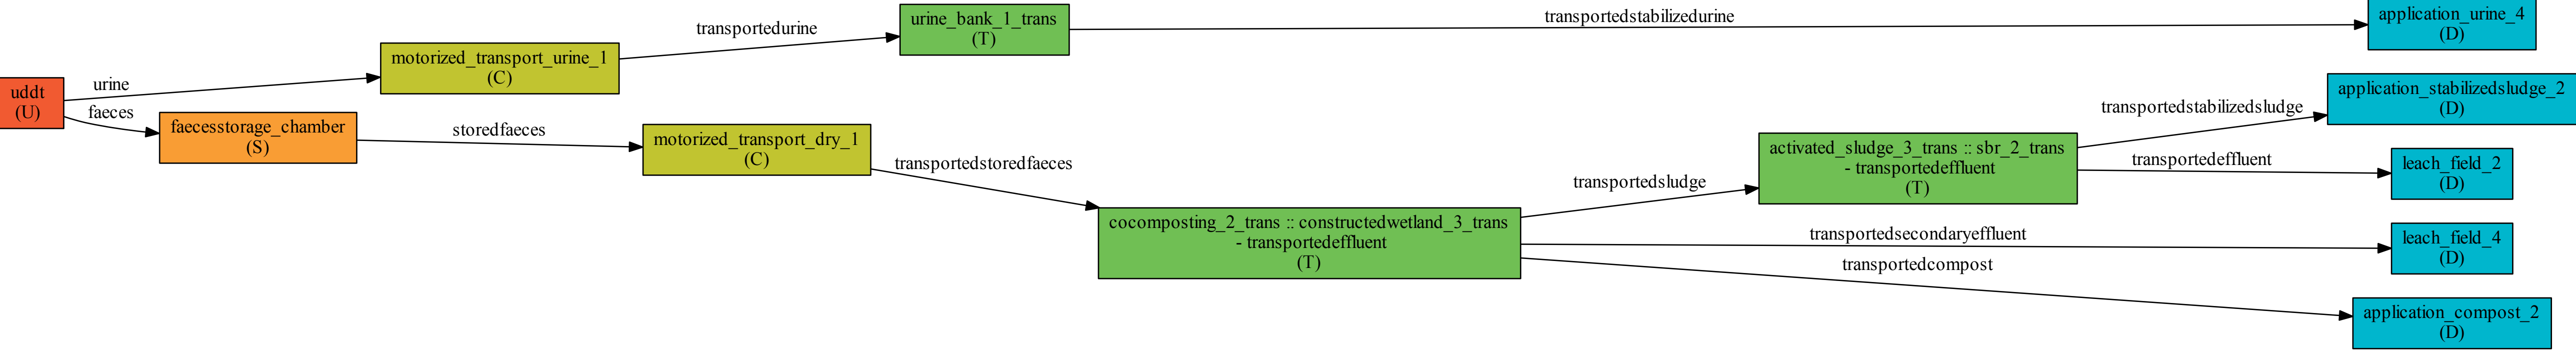 uddt
(U)
urine
faeces
motorized_transport_urine_1
(C)
faecesstorage_chamber
(S)
transportedurine
storedfaeces
urine_bank_1_trans
(T)
motorized_transport_dry_1
(C)
transportedstabilizedurine
transportedstoredfaeces
cocomposting_2_trans :: constructedwetland_3_trans
- transportedeffluent
(T)
transportedsludge
transportedsecondaryeffluent
transportedcompost
activated_sludge_3_trans :: sbr_2_trans
- transportedeffluent
(T)
transportedstabilizedsludge
transportedeffluent
application_urine_4
(D)
application_stabilizedsludge_2
(D)
leach_field_2
(D)
leach_field_4
(D)
application_compost_2
(D)